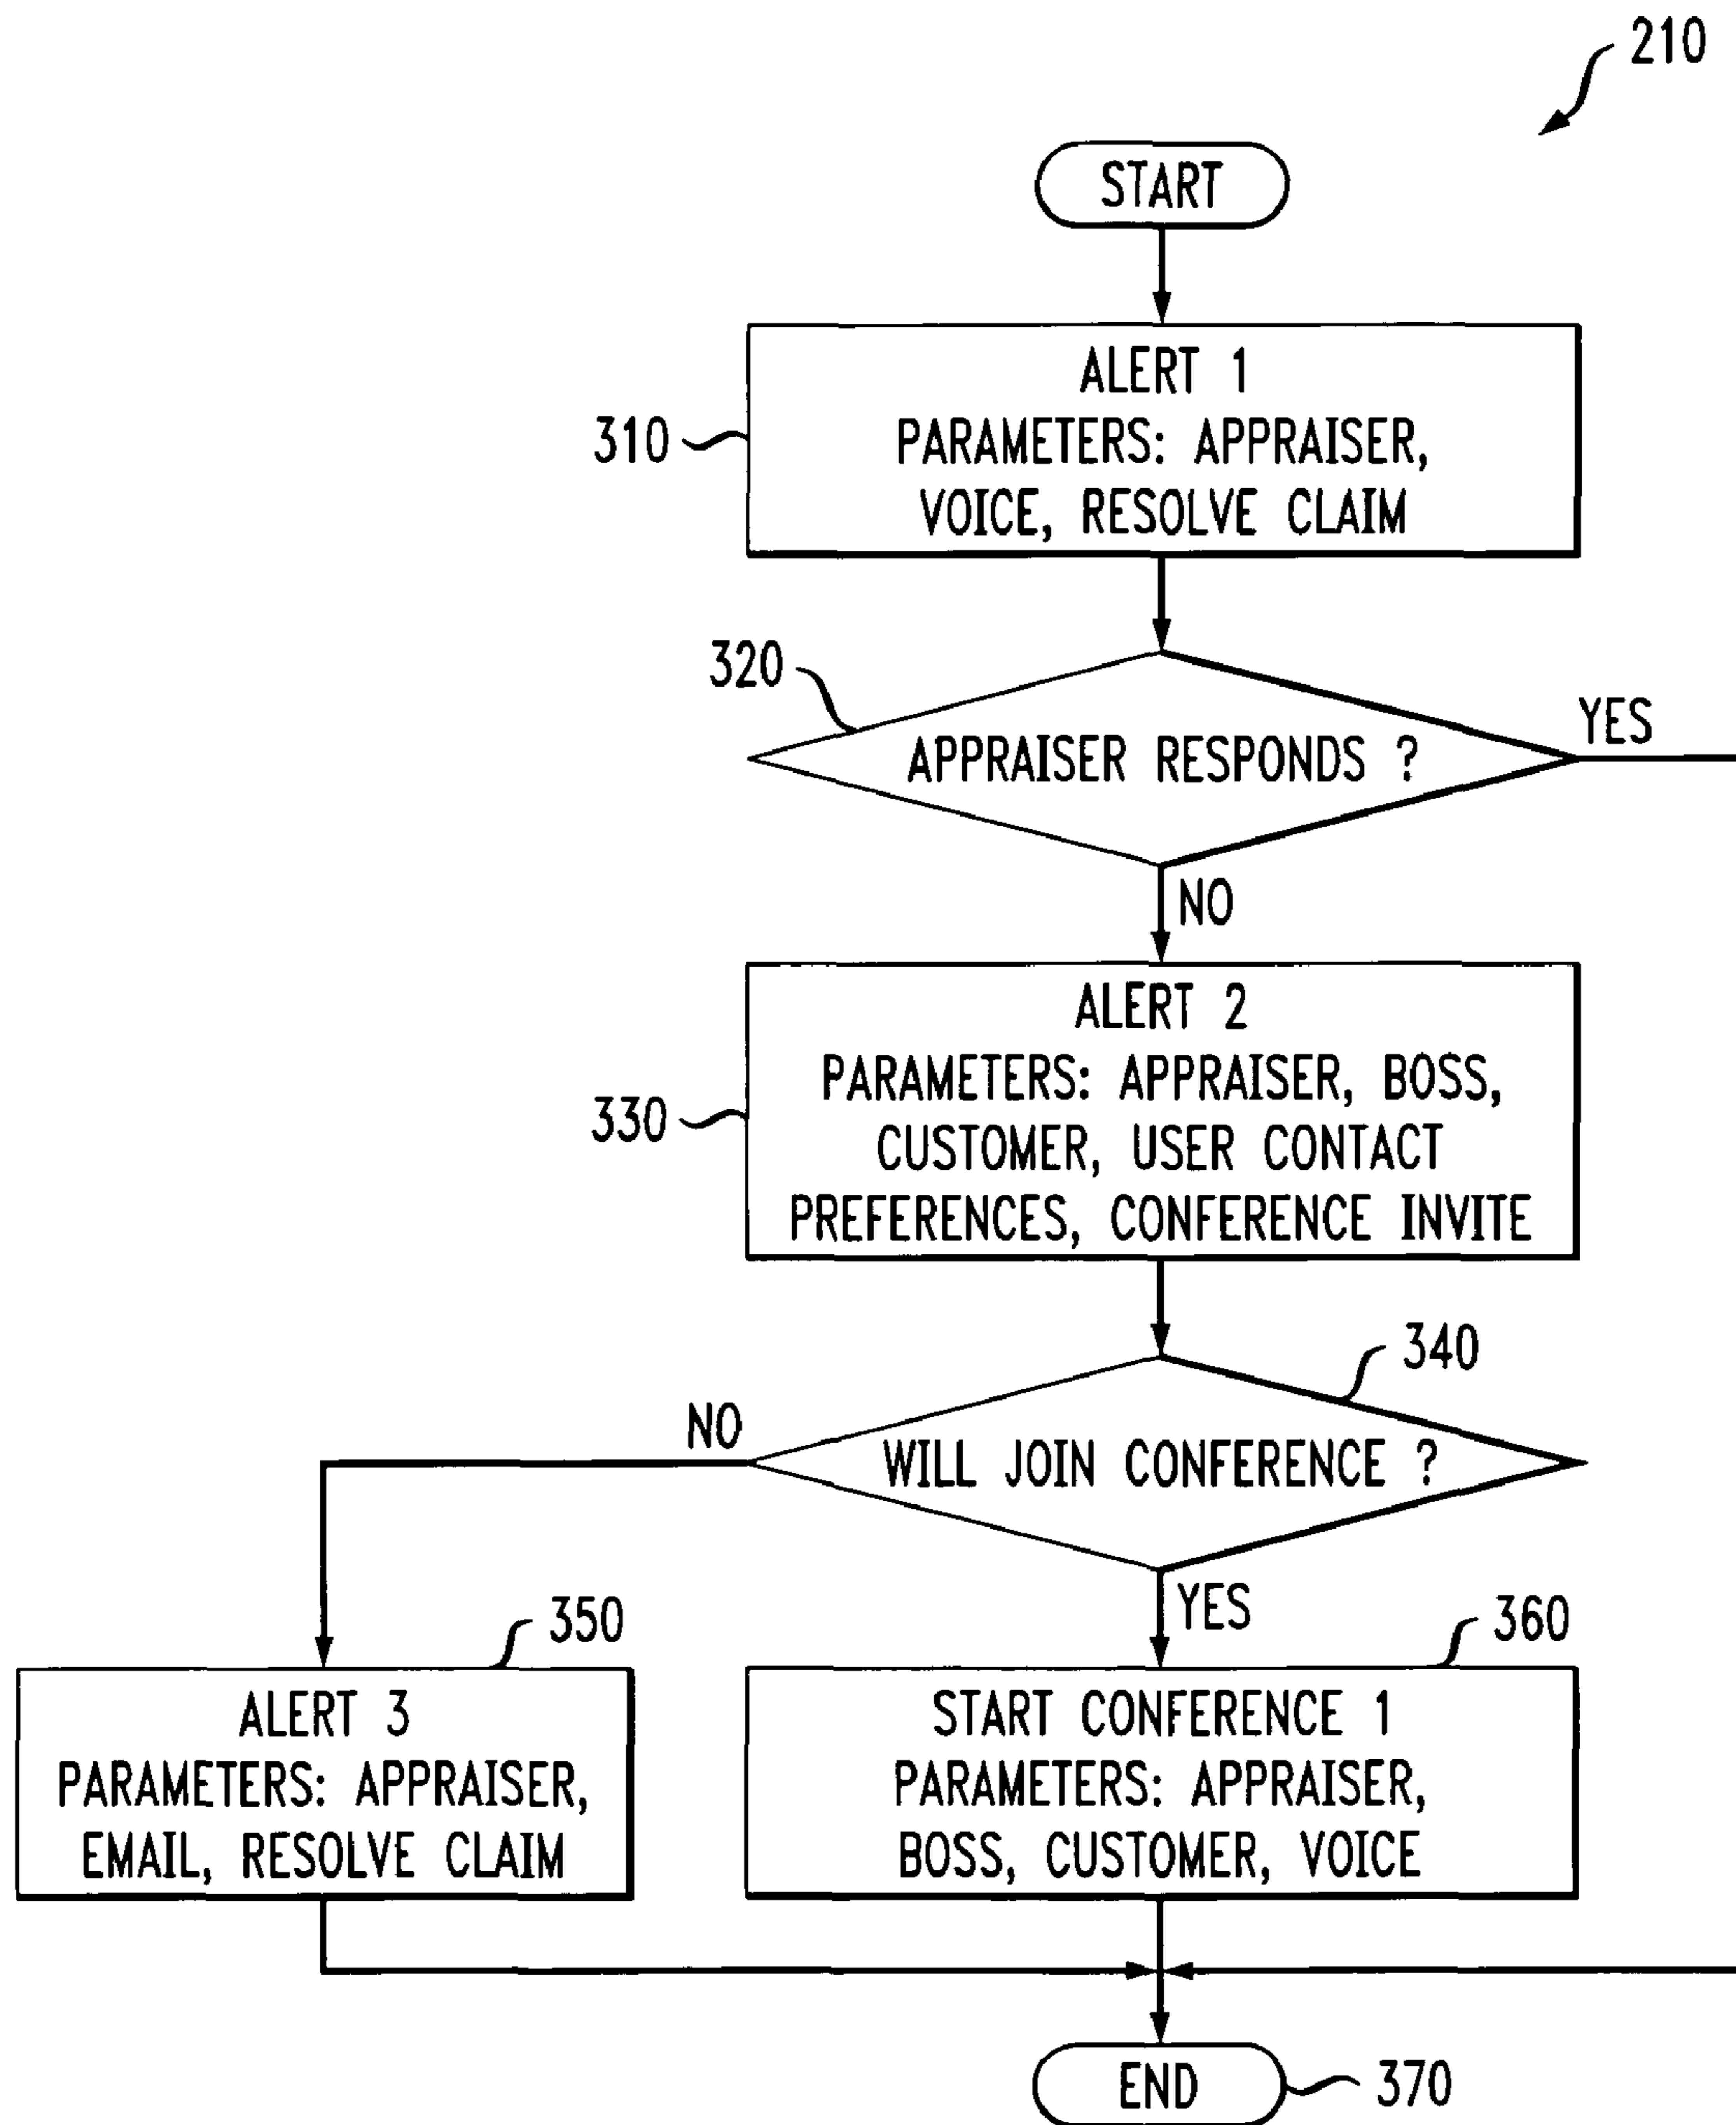 210
START
310
ALERT 1
PARAMETERS: APPRAISER,
VOICE, RESOLVE CLAIM
320
APPRAISER RESPONDS ?
YES
NO
330
ALERT 2
PARAMETERS: APPRAISER, BOSS,
CUSTOMER, USER CONTACT
PREFERENCES, CONFERENCE INVITE
340
WILL JOIN CONFERENCE ?
NO
YES
350
ALERT 3
PARAMETERS: APPRAISER,
EMAIL, RESOLVE CLAIM
360
START CONFERENCE 1
PARAMETERS: APPRAISER,
BOSS, CUSTOMER, VOICE
END
370